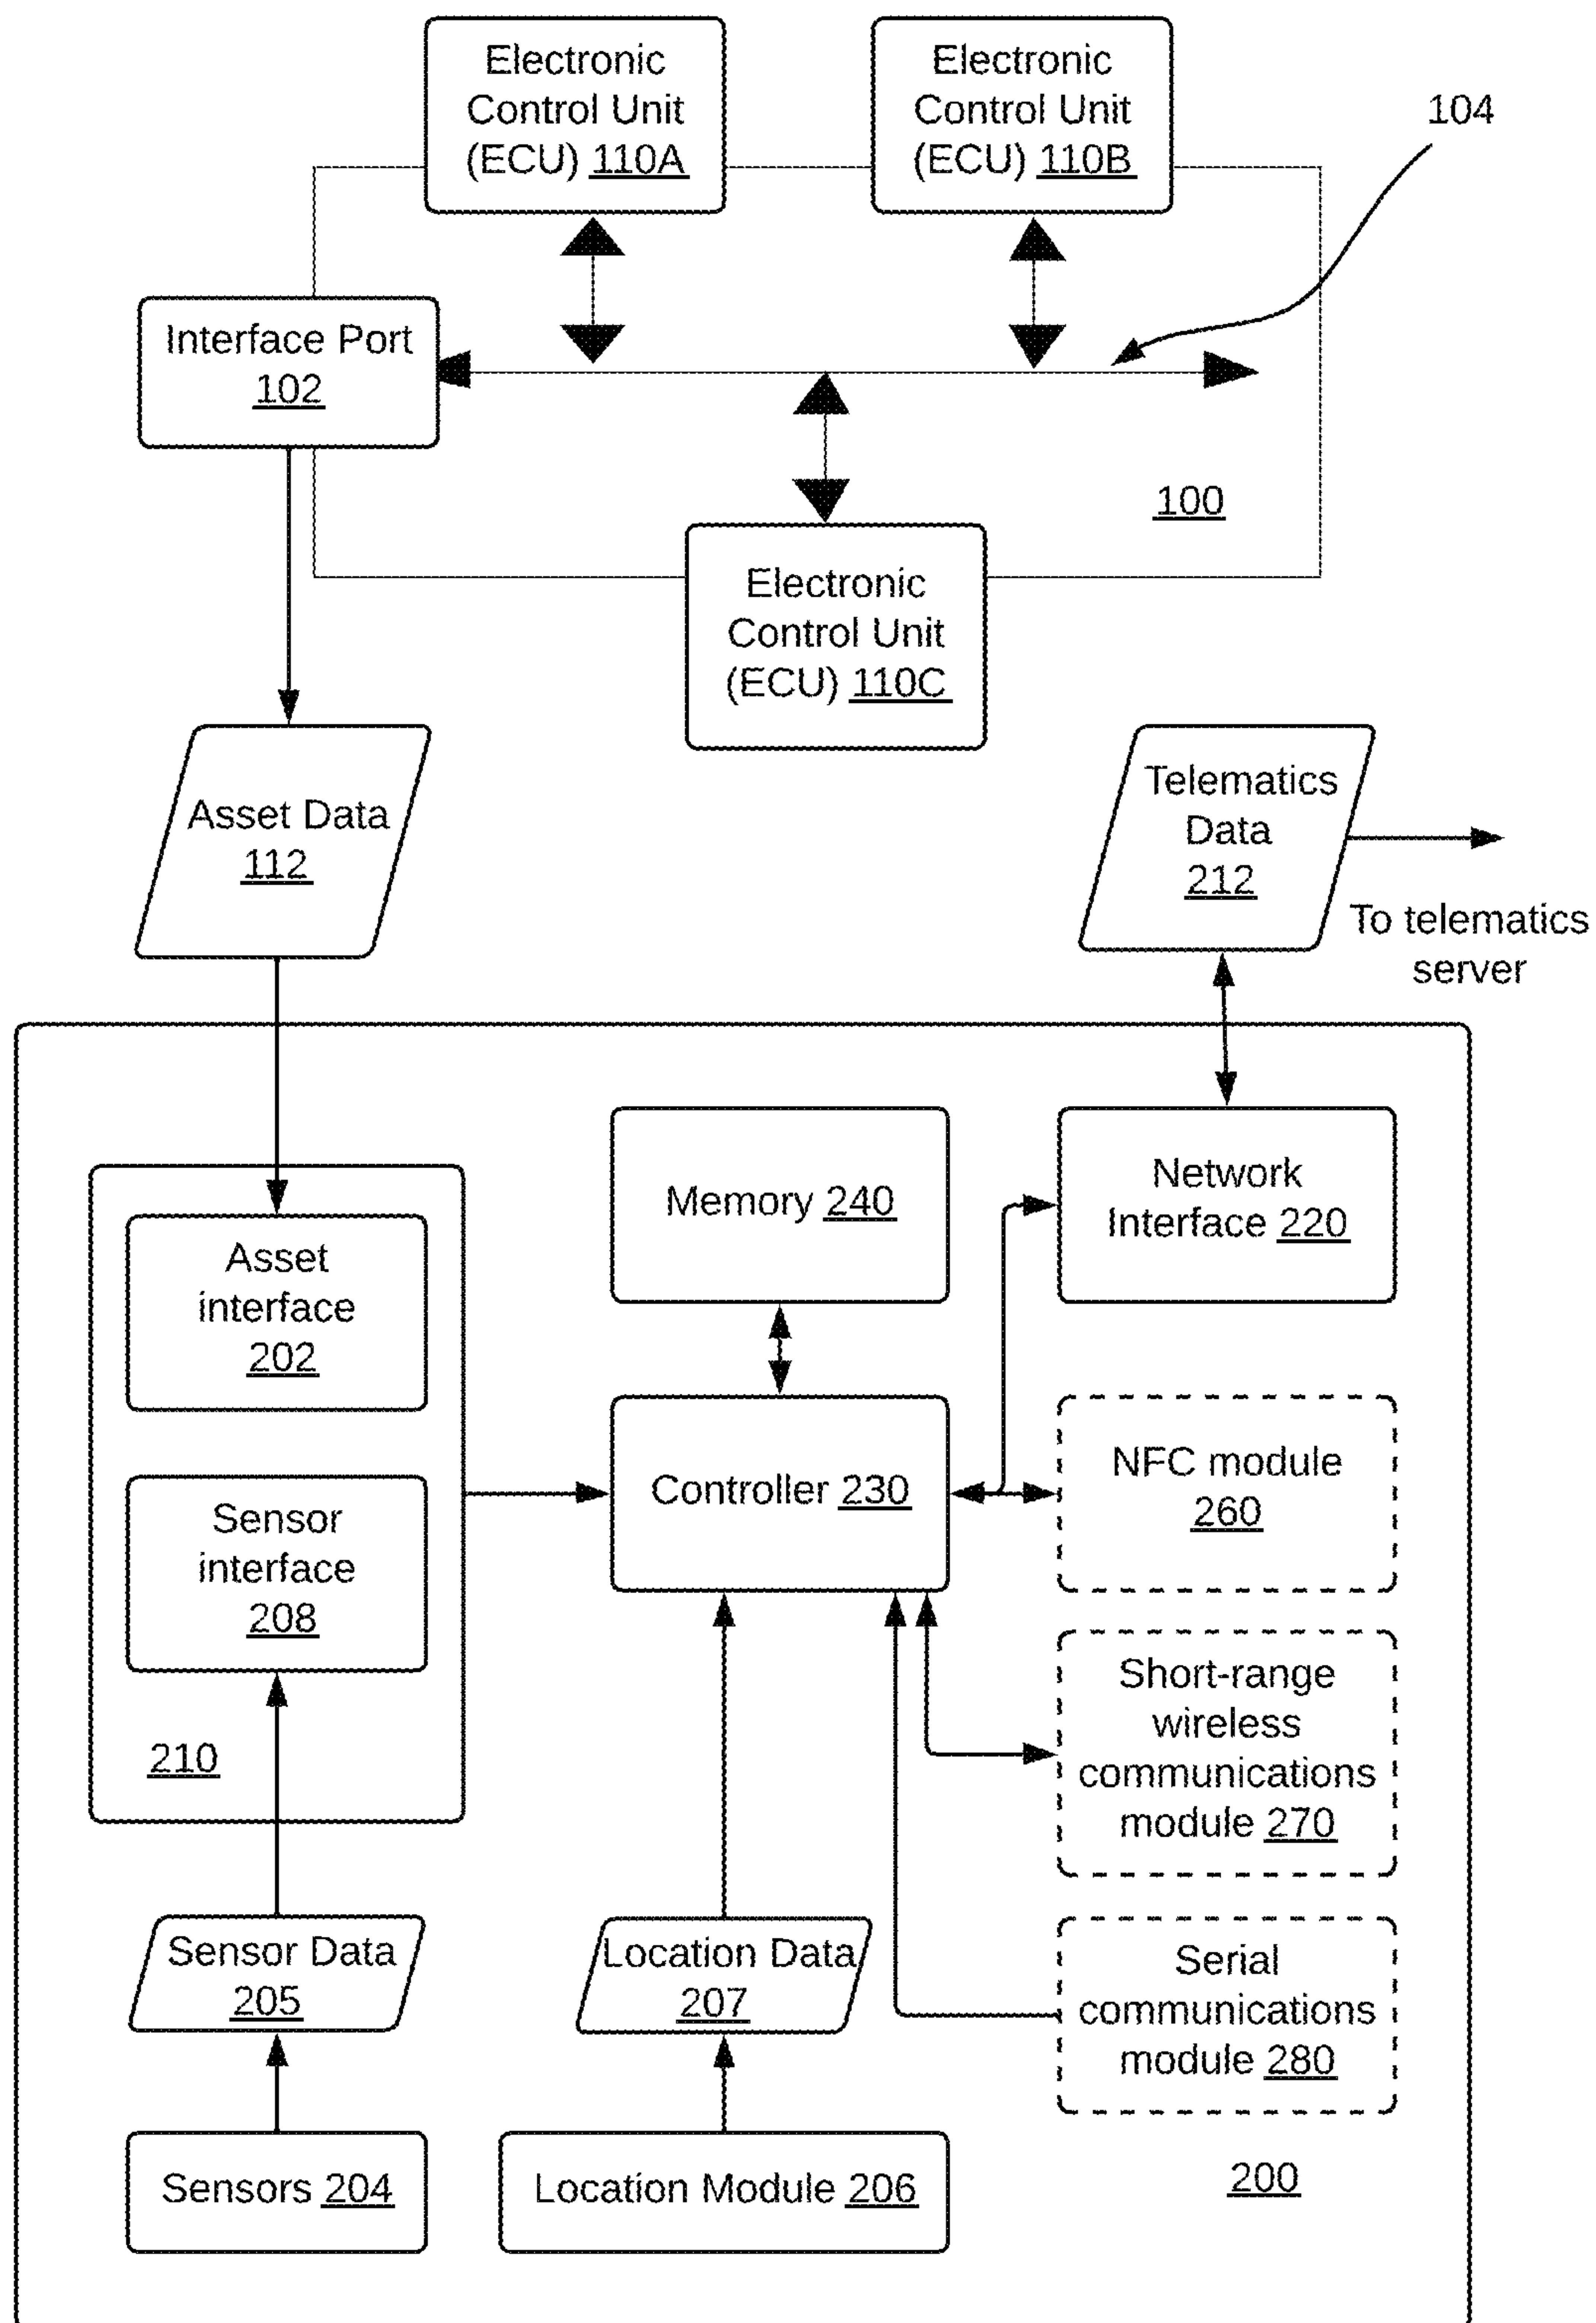 Electronic
Control Unit
(ECU) 110A
Electronic
Control Unit
(ECU) 110B
104
Interface Port
102
100
Electronic
Control Unit
(ECU) 110C
Asset Data
112
Telematics
Data
212
To telematics
server
Asset
interface
202
Memory 240
Network
Interface 220
Sensor
interface
208
Controller 230
NFC module
260
210
Short-range
wireless
communications
module 270
Sensor Data
205
Location Data
207
Serial
communications
module 280
Sensors 204
Location Module 206
200